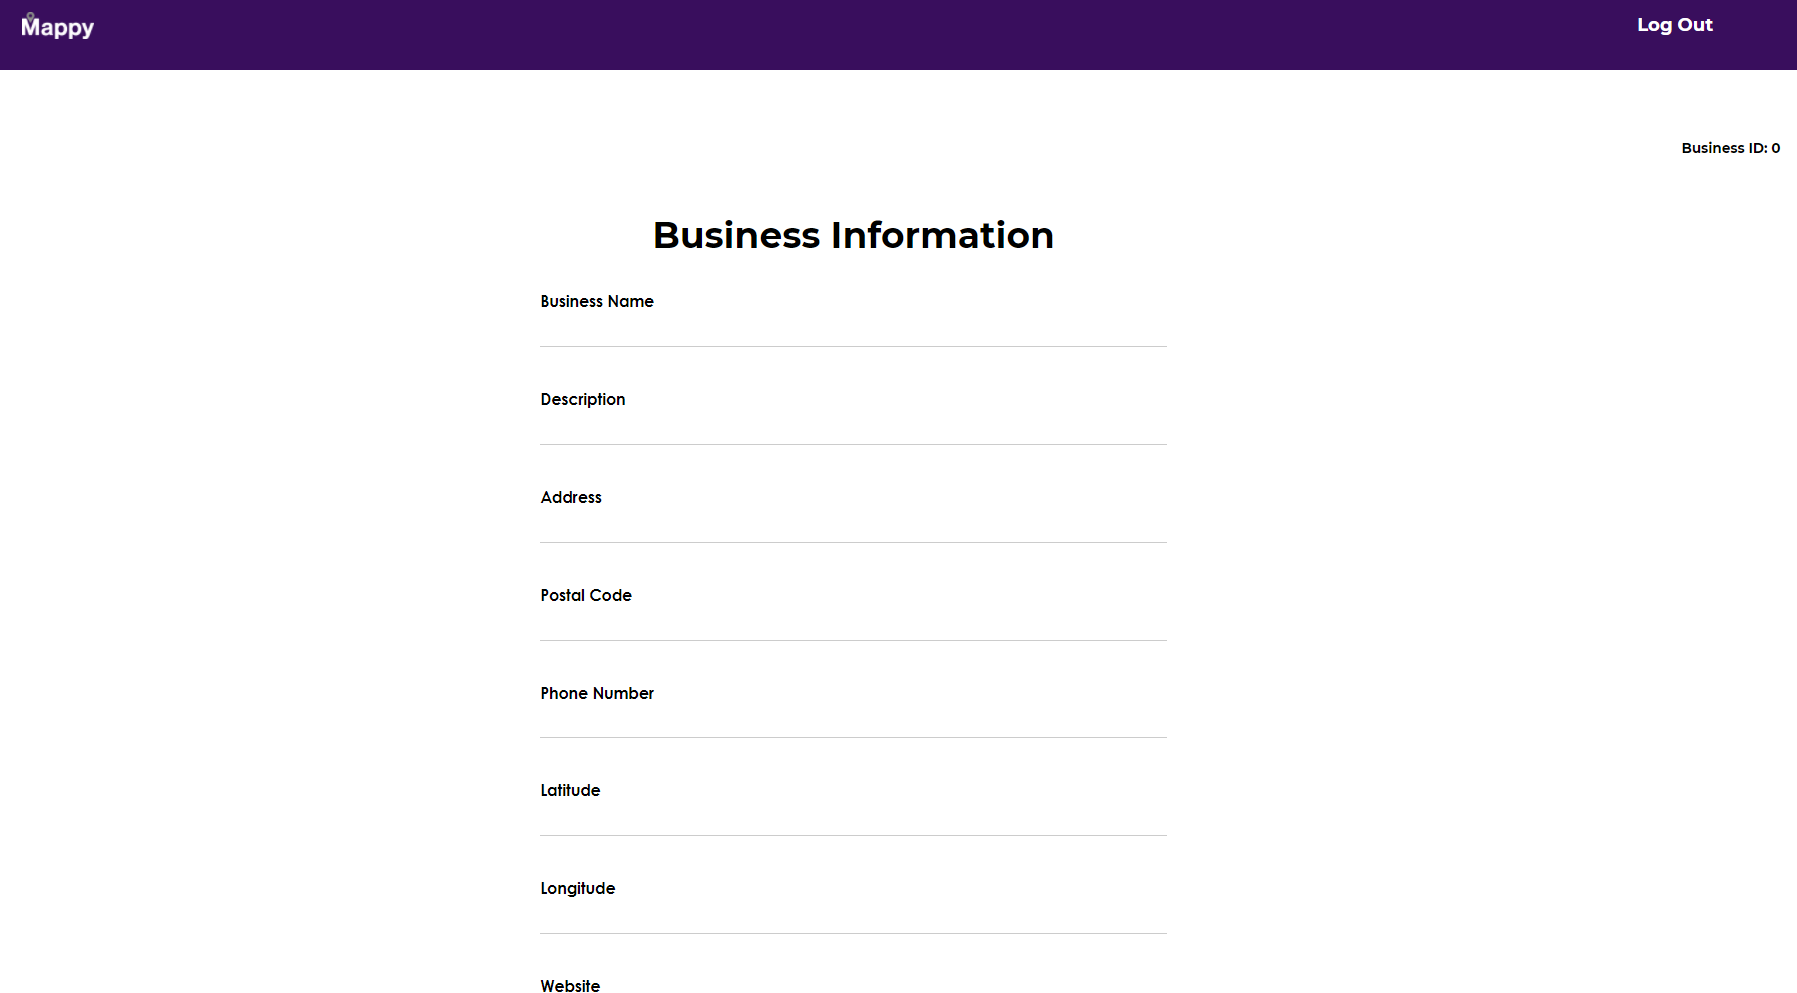 Mappy
Log Out
Business ID: 0
Business Information
Business Name
Description
Address
Postal Code
Phone Number
Latitude
Longitude
Website